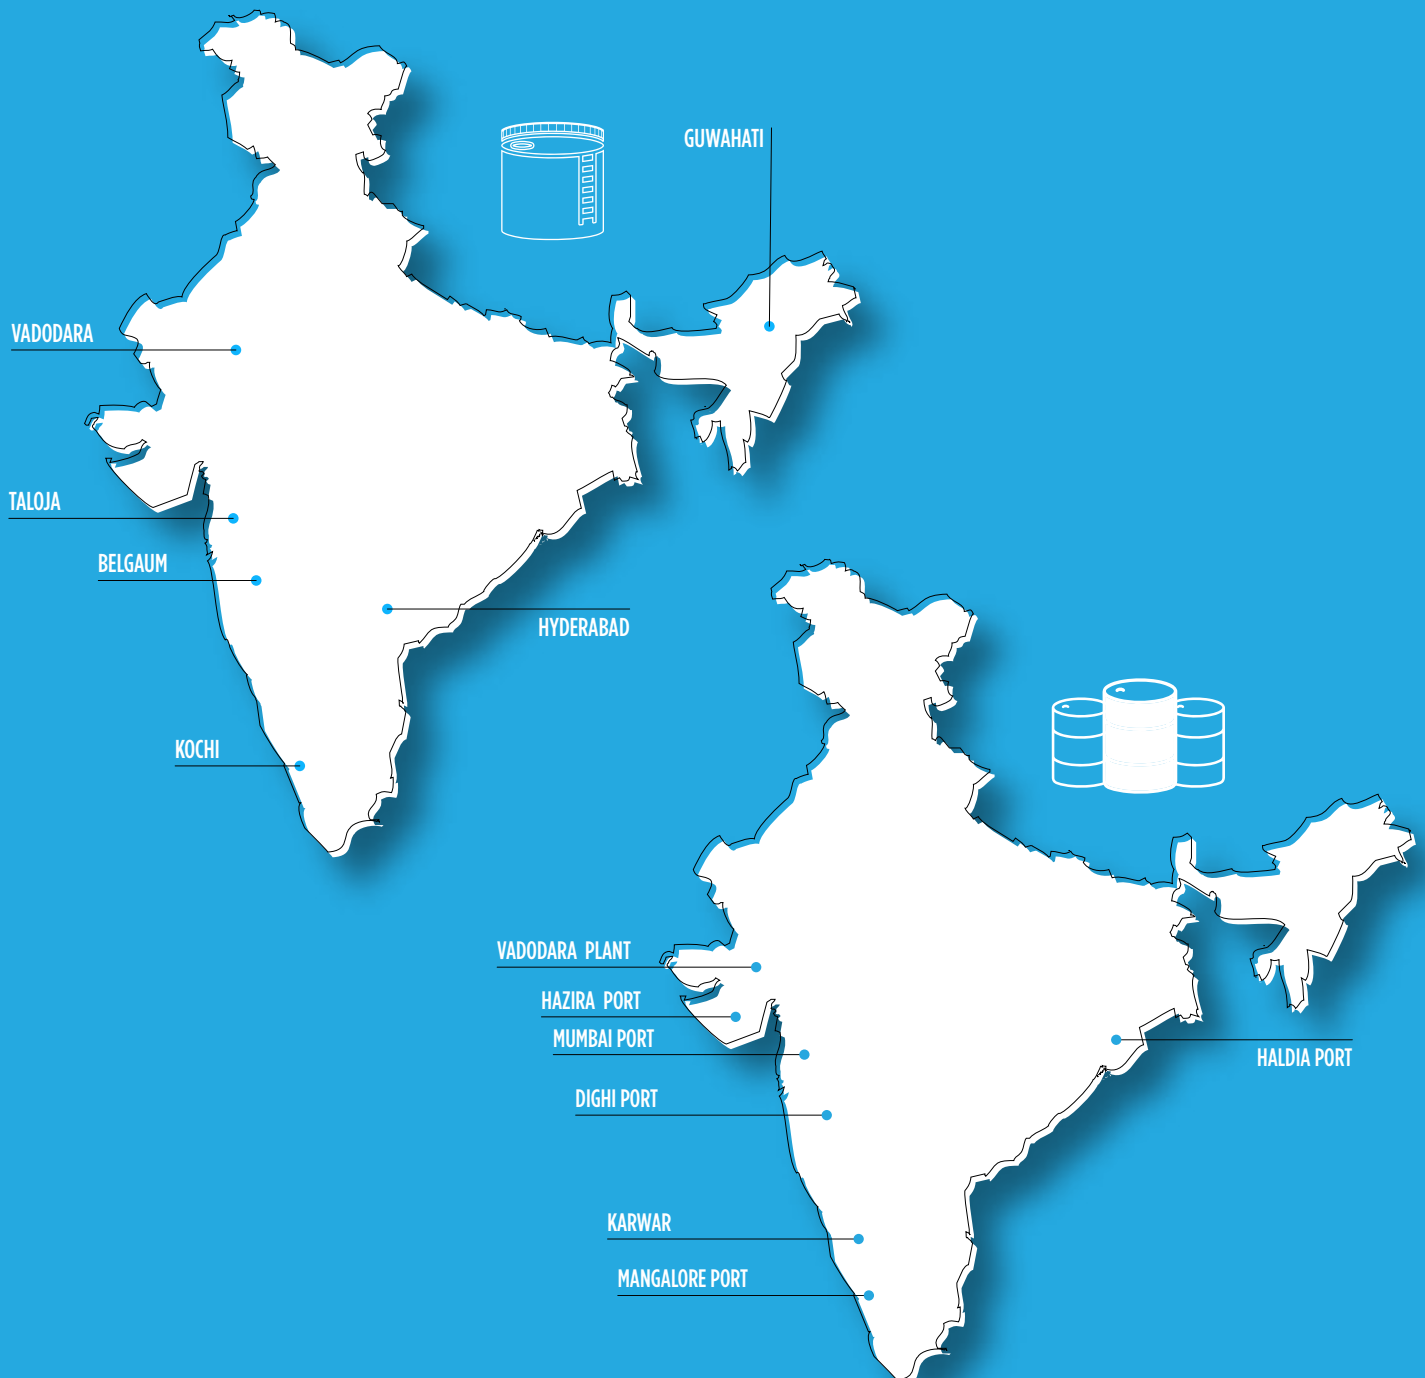 GUWAHATI
VADODARA
TALOJA
BELGAUM
HYDERABAD
KOCHI
VADODARA PLANT
HAZIRA PORT
MUMBAI PORT
HALDIA PORT
DIGHI PORT
KARWAR
MANGALORE PORT